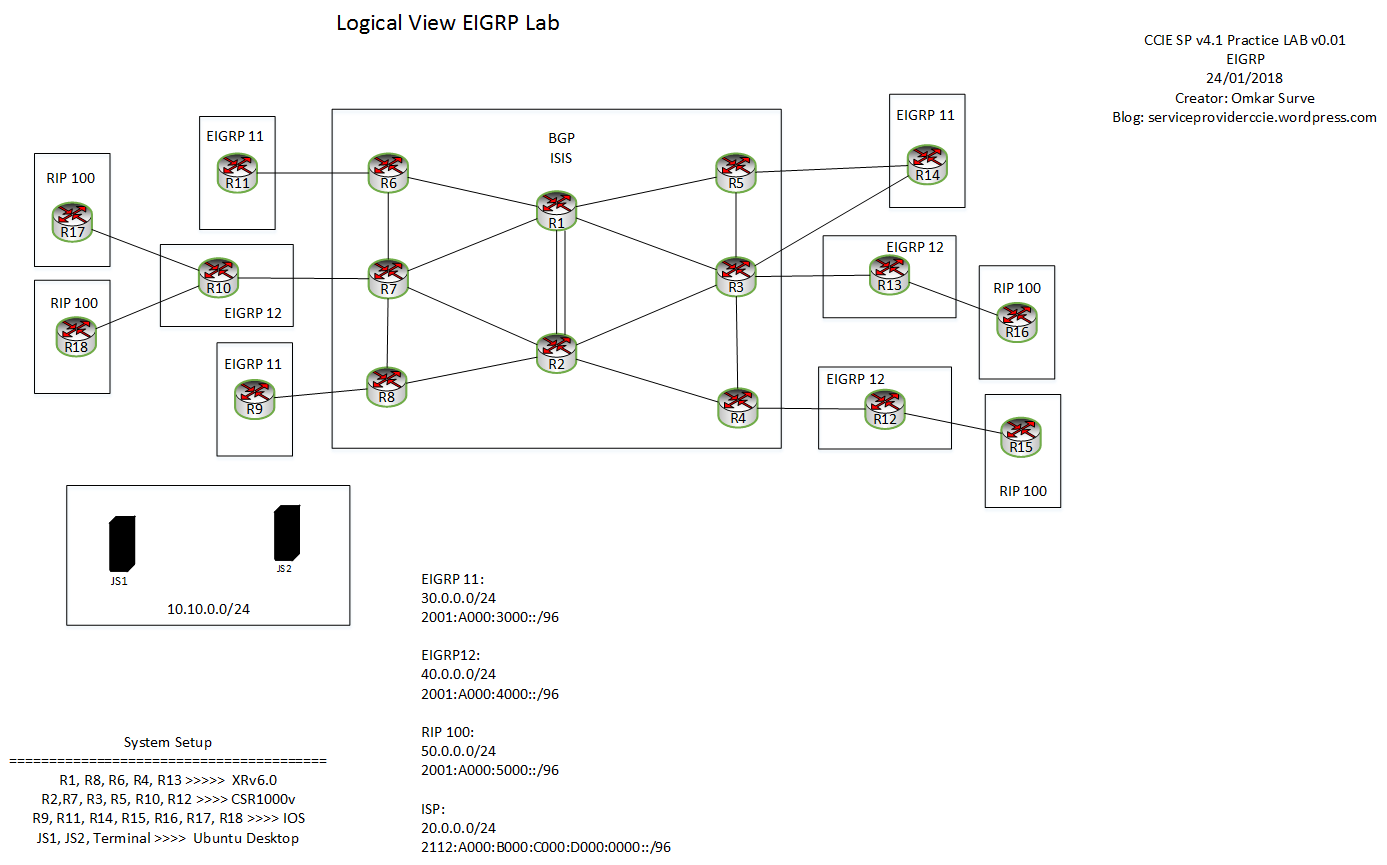 Logical View EIGRP Lab
CCIE SP v4.1 Practice LAB v0.01
EIGRP
24/01/2018
Creator: Omkar Surve
Blog: serviceproviderccie.wordpress.com
EIGRP 11
R11
RIP 100
R17
RIP 100
R18
R10
EIGRP 12
EIGRP 11
R9
BGP
ISIS
R6
R1
R5
R7
R3
R2
R8
R4
EIGRP 11
R14
EIGRP 12
R13
RIP 100
R16
EIGRP 12
R12
R15
RIP 100
JS1
JS2
10.10.0.0/24
EIGRP 11:
30.0.0.0/24
2001:A000:3000::/96
EIGRP12:
40.0.0.0/24
2001:A000:4000::/96
RIP 100:
50.0.0.0/24
2001:A000:5000::/96
ISP:
20.0.0.0/24
2112:A000:B000:C000:D000:0000::/96
System Setup
========================================
R1, R8, R6, R4, R13 >>>>> XRv6.0
R2,R7, R3, R5, R10, R12 >>>> CSR1000v
R9, R11, R14, R15, R16, R17, R18 >>>> IOS
JS1, JS2, Terminal >>>> Ubuntu Desktop